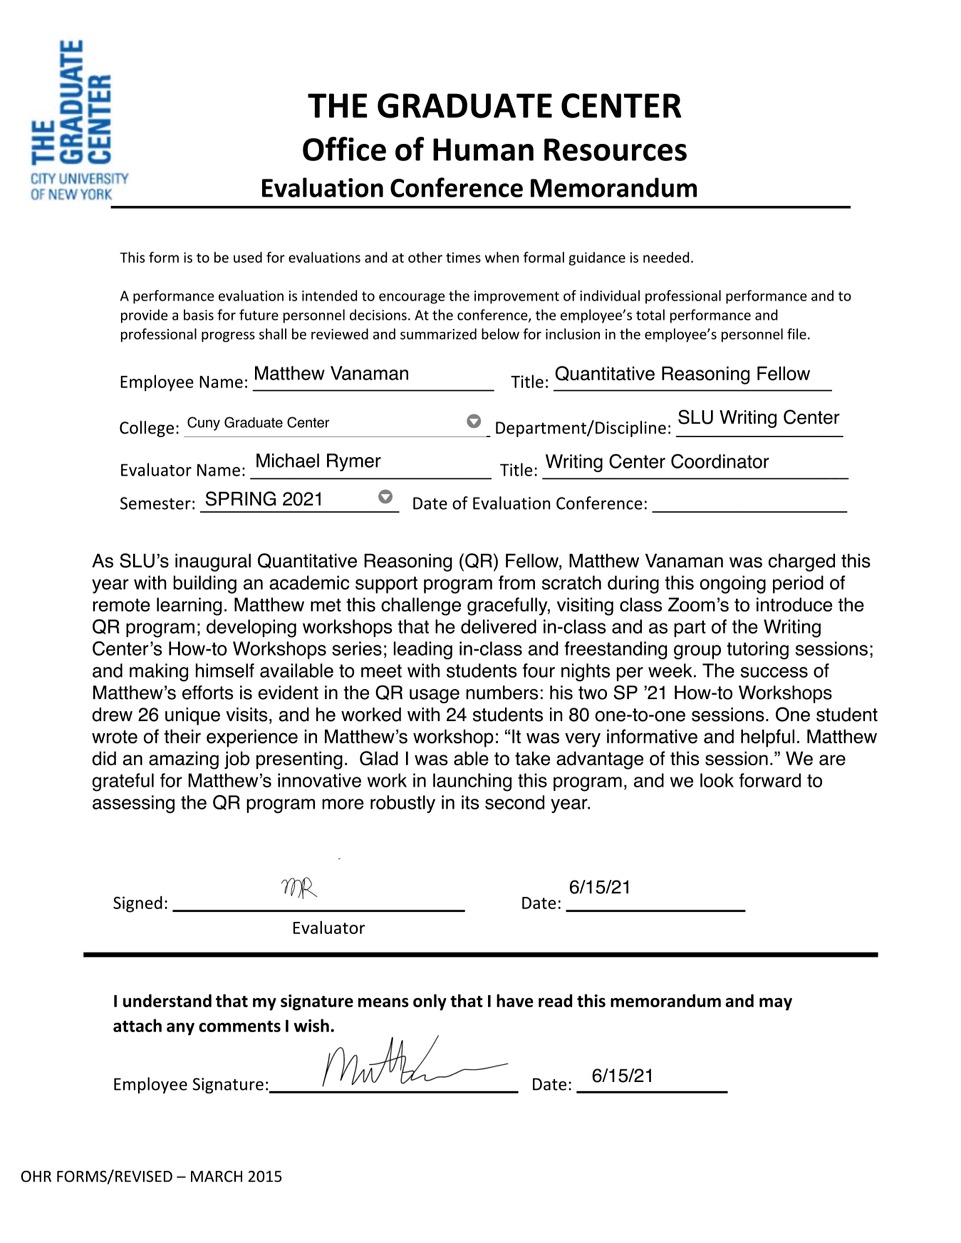 THE
GRADUATE
CENTER
CITY UNIVERSITY
OF NEW YORK
THE GRADUATE CENTER
Office of Human Resources
Evaluation Conference Memorandum
This form is to be used for evaluations and at other times when formal guidance is needed.
A performance evaluation is intended to encourage the improvement of individual professional performance and to
provide a basis for future personnel decisions. At the conference, the employee's total performance and
professional progress shall be reviewed and summarized below for inclusion in the employee's personnel file.
Employee Name: Matthew Vanaman Title: Quantitative Reasoning Fellow
College: Cuny Graduate Center Department/Discipline: SLU Writing Center
Evaluator Name: Michael Rymer Title: Writing Center Coordinator
Semester: SPRING 2021 Date of Evaluation Conference:
As SLU's inaugural Quantitative Reasoning (QR) Fellow, Matthew Vanaman was charged this
year with building an academic support program from scratch during this ongoing period of
remote learning. Matthew met this challenge gracefully, visiting class Zoom's to introduce the
QR program; developing workshops that he delivered in-class and as part of the Writing
Center's How-to Workshops series; leading in-class and freestanding group tutoring sessions;
and making himself available to meet with students four nights per week. The success of
Matthew's efforts is evident in the QR usage numbers: his two SP '21 How-to Workshops
drew 26 unique visits, and he worked with 24 students in 80 one-to-one sessions. One student
wrote of their experience in Matthew's workshop: "It was very informative and helpful. Matthew
did an amazing job presenting.  Glad I was able to take advantage of this session." We are
grateful for Matthew's innovative work in launching this program, and we look forward to
assessing the QR program more robustly in its second year.
Signed: MR Date: 6/15/21
Evaluator
I understand that my signature means only that I have read this memorandum and may
attach any comments I wish.
Employee Signature: Date: 6/15/21
OHR FORMS/REVISED – MARCH 2015